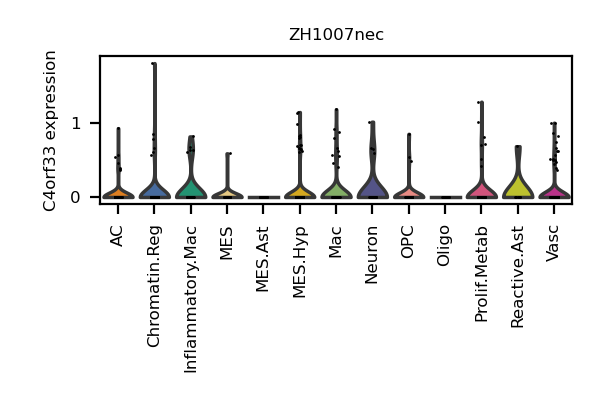 ZH1007nec
C4orf33 expression
1
0
AC
Chromatin.Reg
Inflammatory.Mac
MES
MES.Ast
MES.Hyp
Mac
Neuron
OPC
Oligo
Prolif.Metab
Reactive.Ast
Vasc